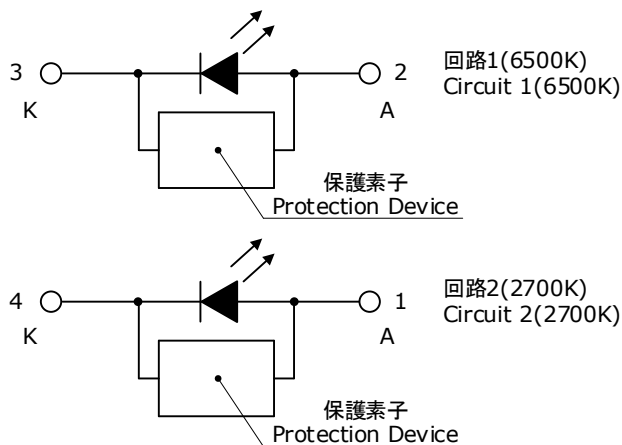 3
K
2
A
回路1(6500K)
Circuit 1(6500K)
保護素子
Protection Device
4
K
1
A
回路2(2700K)
Circuit 2(2700K)
保護素子
Protection Device